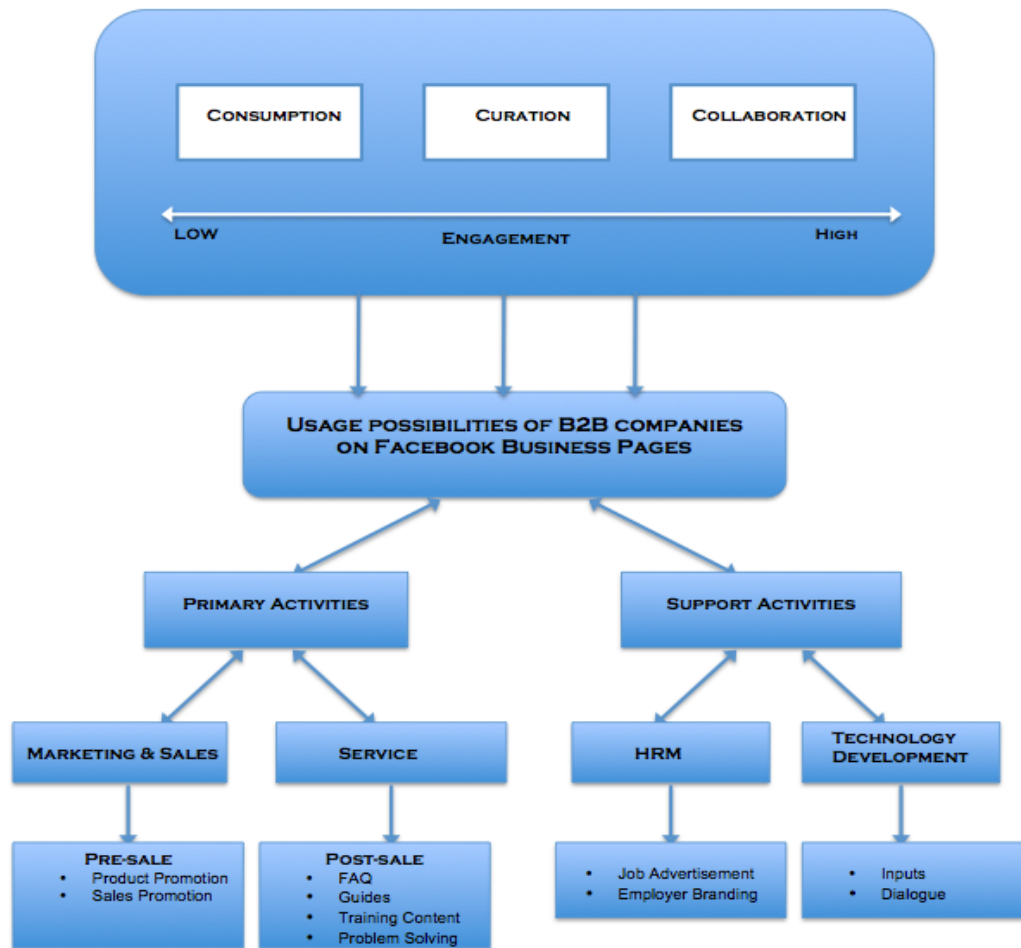 CONSUMPTION
CURATION
COLLABORATION
LOW
ENGAGEMENT
HIGH
USAGE POSSIBILITIES OF B2B COMPANIES
ON FACEBOOK BUSINESS PAGES
PRIMARY ACTIVITIES
SUPPORT ACTIVITIES
MARKETING & SALES
SERVICE
HRM
TECHNOLOGY
DEVELOPMENT
PRE-SALE
• Product Promotion
• Sales Promotion
POST-SALE
• FAQ
• Guides
• Training Content
• Problem Solving
• Job Advertisement
• Employer Branding
• Inputs
• Dialogue